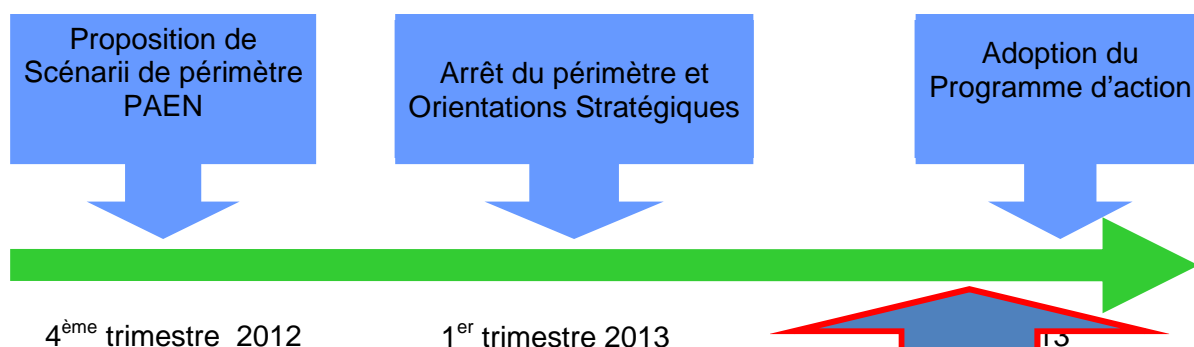 Proposition de
Scénarii de périmètre
PAEN
Arrêt du périmètre et
Orientations Stratégiques
Adoption du
Programme d’action
4ème trimestre 2012
1er trimestre 2013